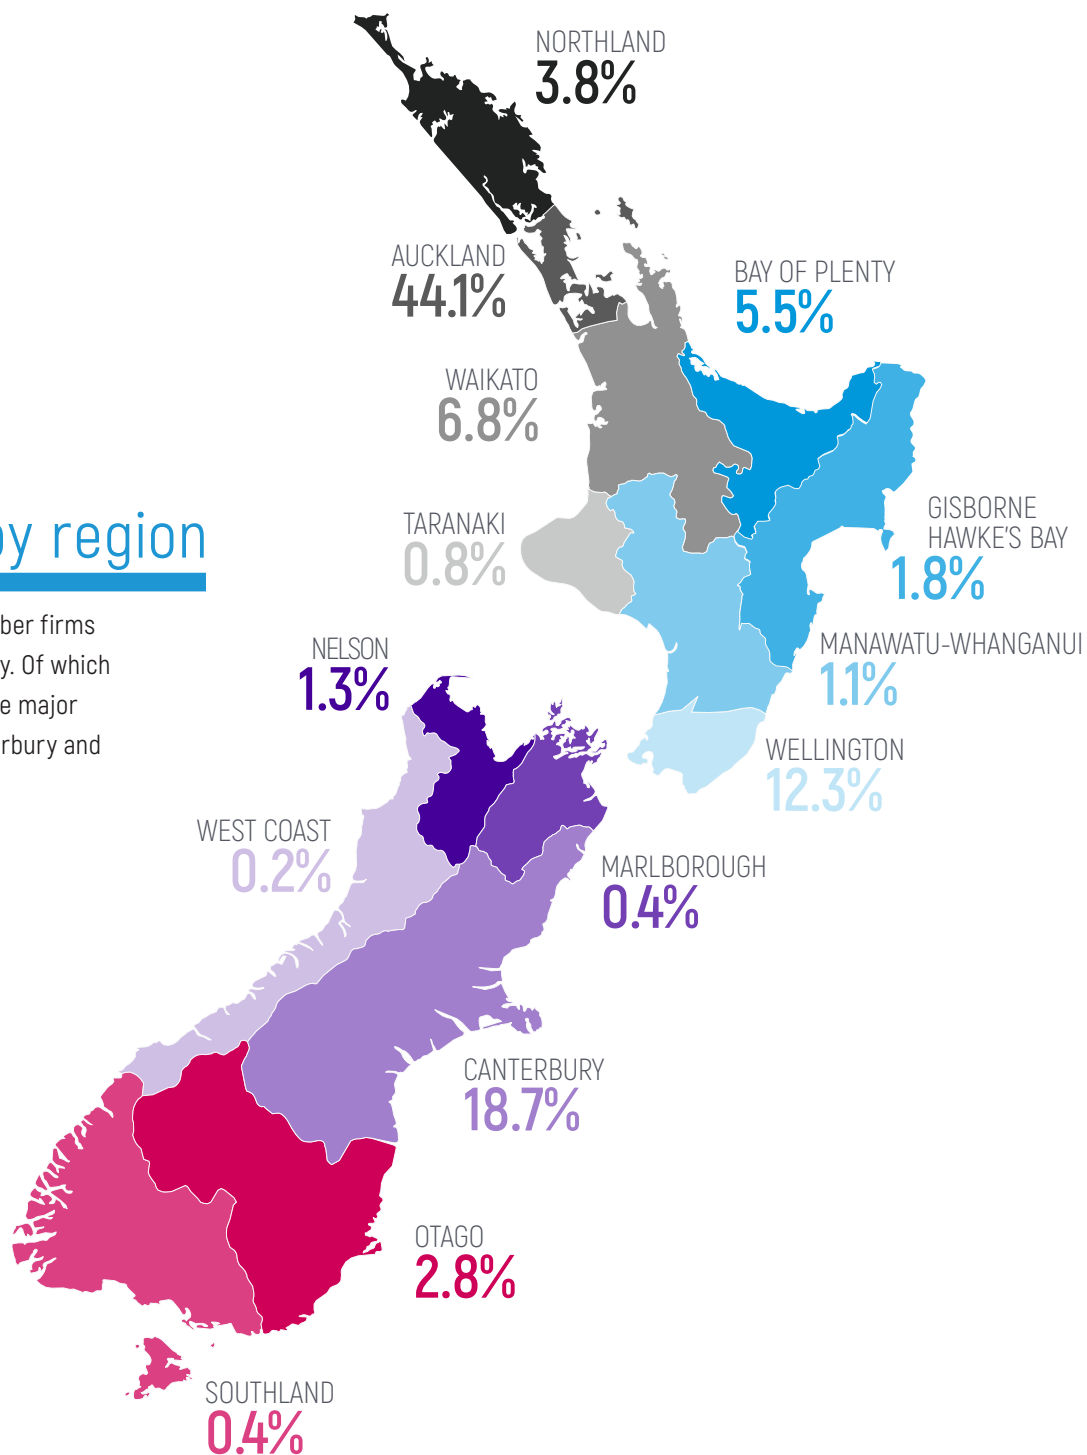 NORTHLAND
3.8%
AUCKLAND
44.1%
BAY OF PLENTY
5.5%
WAIKATO
6.8%
by region
TARANAKI
0.8%
GISBORNE
HAWKE'S BAY
1.8%
ber firms
y. Of which
e major
rbury and
NELSON
1.3%
MANAWATU-WHANGANUI
1.1%
WELLINGTON
12.3%
WEST COAST
0.2%
MARLBOROUGH
0.4%
CANTERBURY
18.7%
OTAGO
2.8%
SOUTHLAND
0.4%